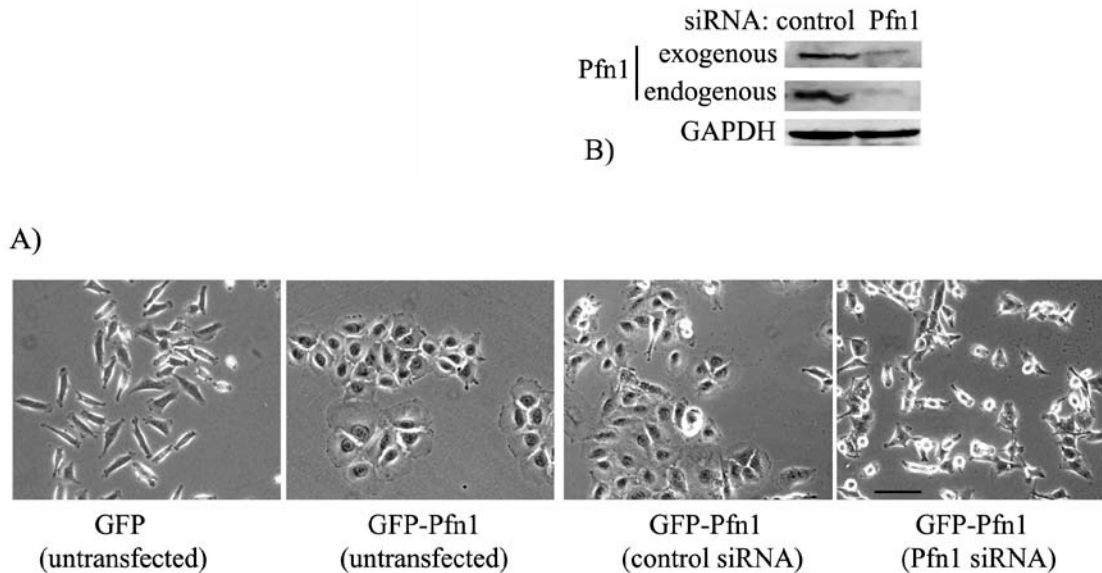 siRNA: control Pfn1
Pfn1
exogenous
endogenous
GAPDH
B)
A)
GFP
(untransfected)
GFP-Pfn1
(untransfected)
GFP-Pfn1
(control siRNA)
GFP-Pfn1
(Pfn1 siRNA)